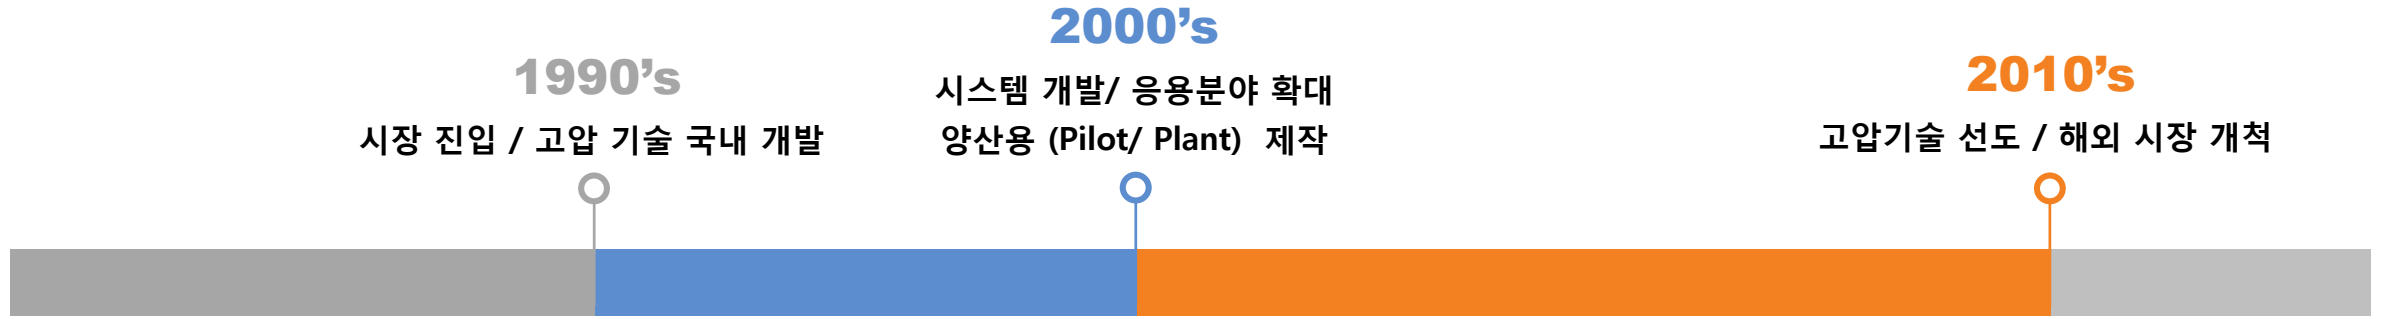 1990’s
시장 진입 / 고압 기술 국내 개발
2000’s
시스템 개발/ 응용분야 확대
양산용 (Pilot/ Plant) 제작
2010’s
고압기술 선도 / 해외 시장 개척